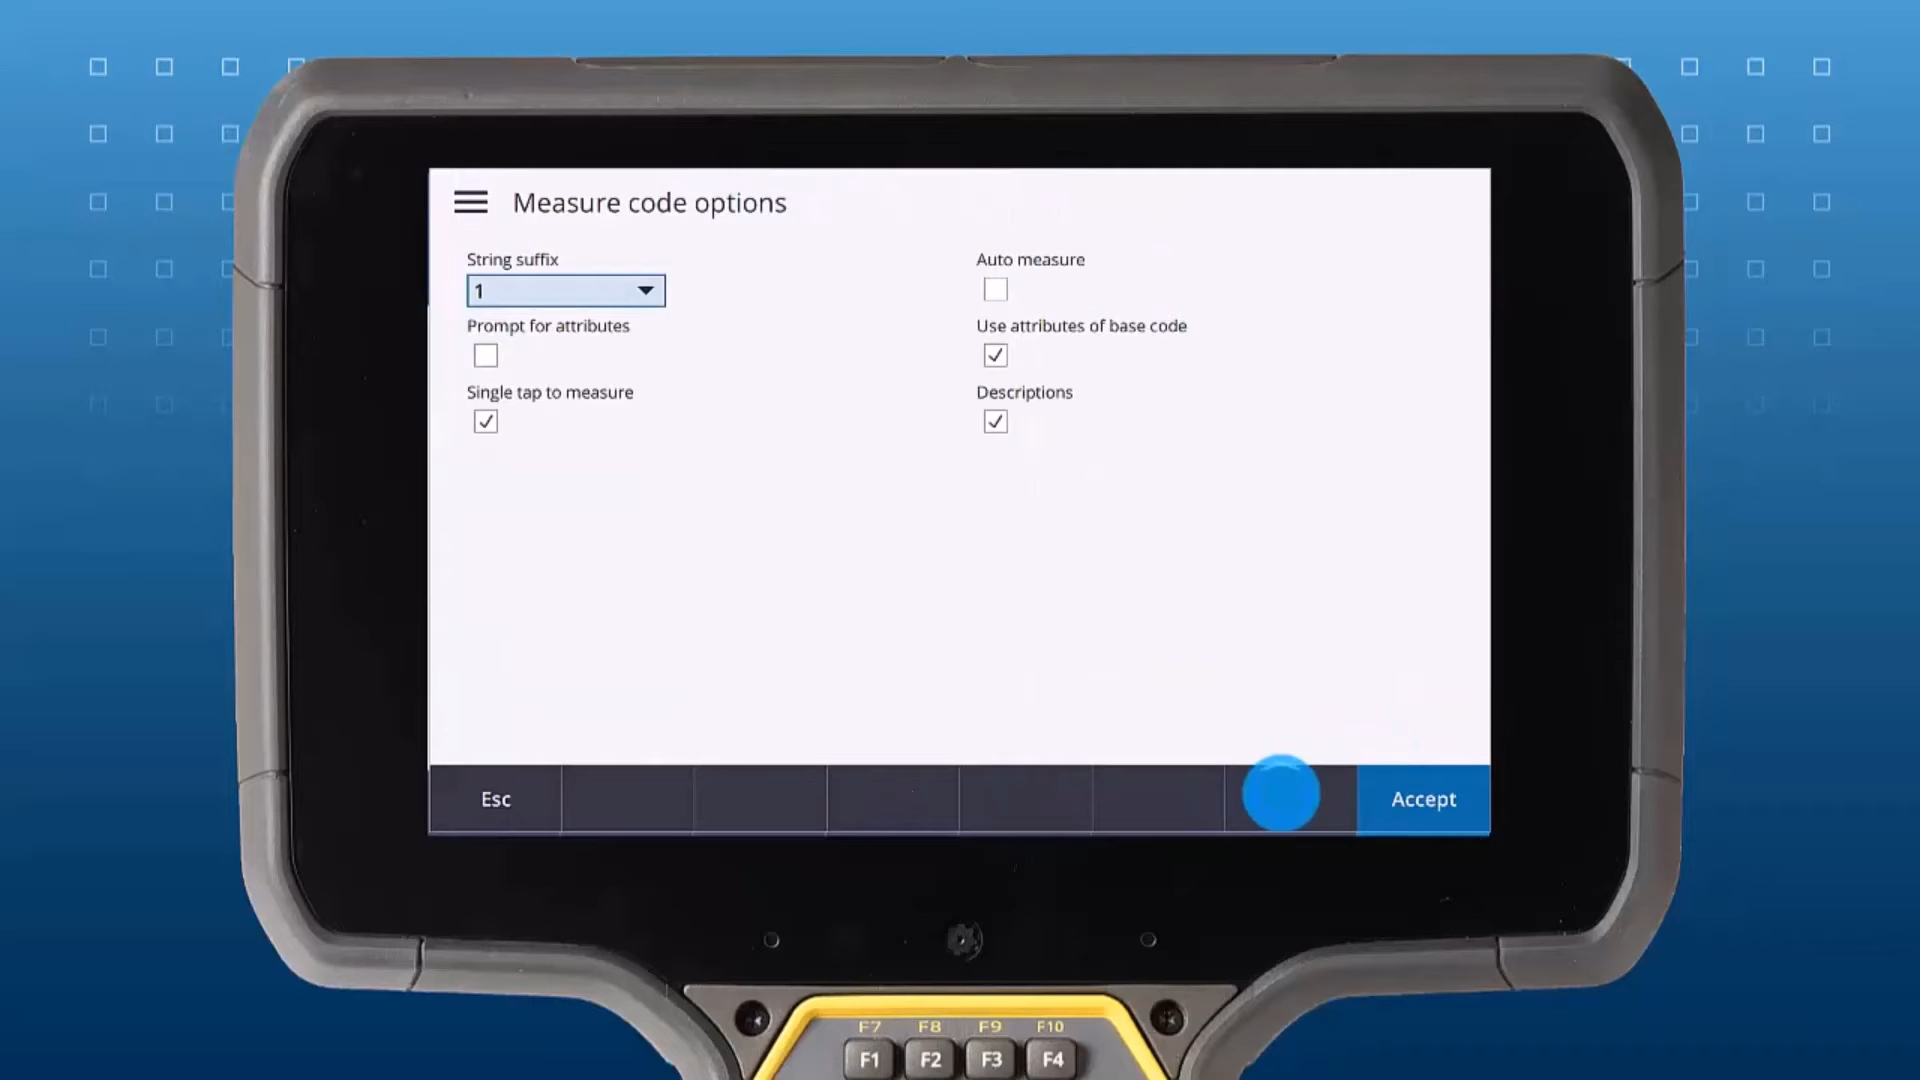 Measure code options
String suffix
Auto measure
1
Prompt for attributes
Use attributes of base code
Single tap to measure
Descriptions
Esc
Accept
F7 F8 F9 F10
F1 F2 F3 F4